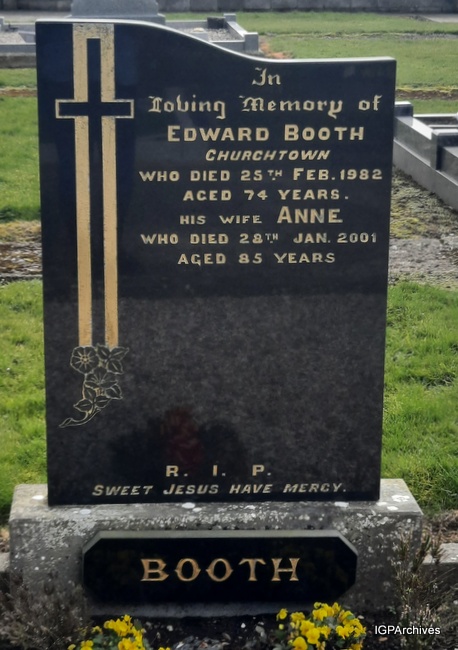 In
Loving Memory of
EDWARD BOOTH
CHURCHTOWN
WHO DIED 25TH FEB. 1982
AGED 74 YEARS.
HIS WIFE ANNE
WHO DIED 28TH JAN. 2001
AGED 85 YEARS
R. I. P.
SWEET JESUS HAVE MERCY.
BOOTH
IGPArchives